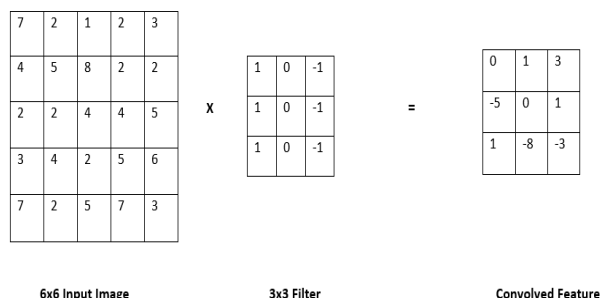 7 2 1 2 3
4 5 8 2 2
2 2 4 4 5
3 4 2 5 6
7 2 5 7 3
X
1 0 -1
1 0 -1
1 0 -1
=
0 1 3
-5 0 1
1 -8 -3
6x6 Input Image
3x3 Filter
Convolved Feature